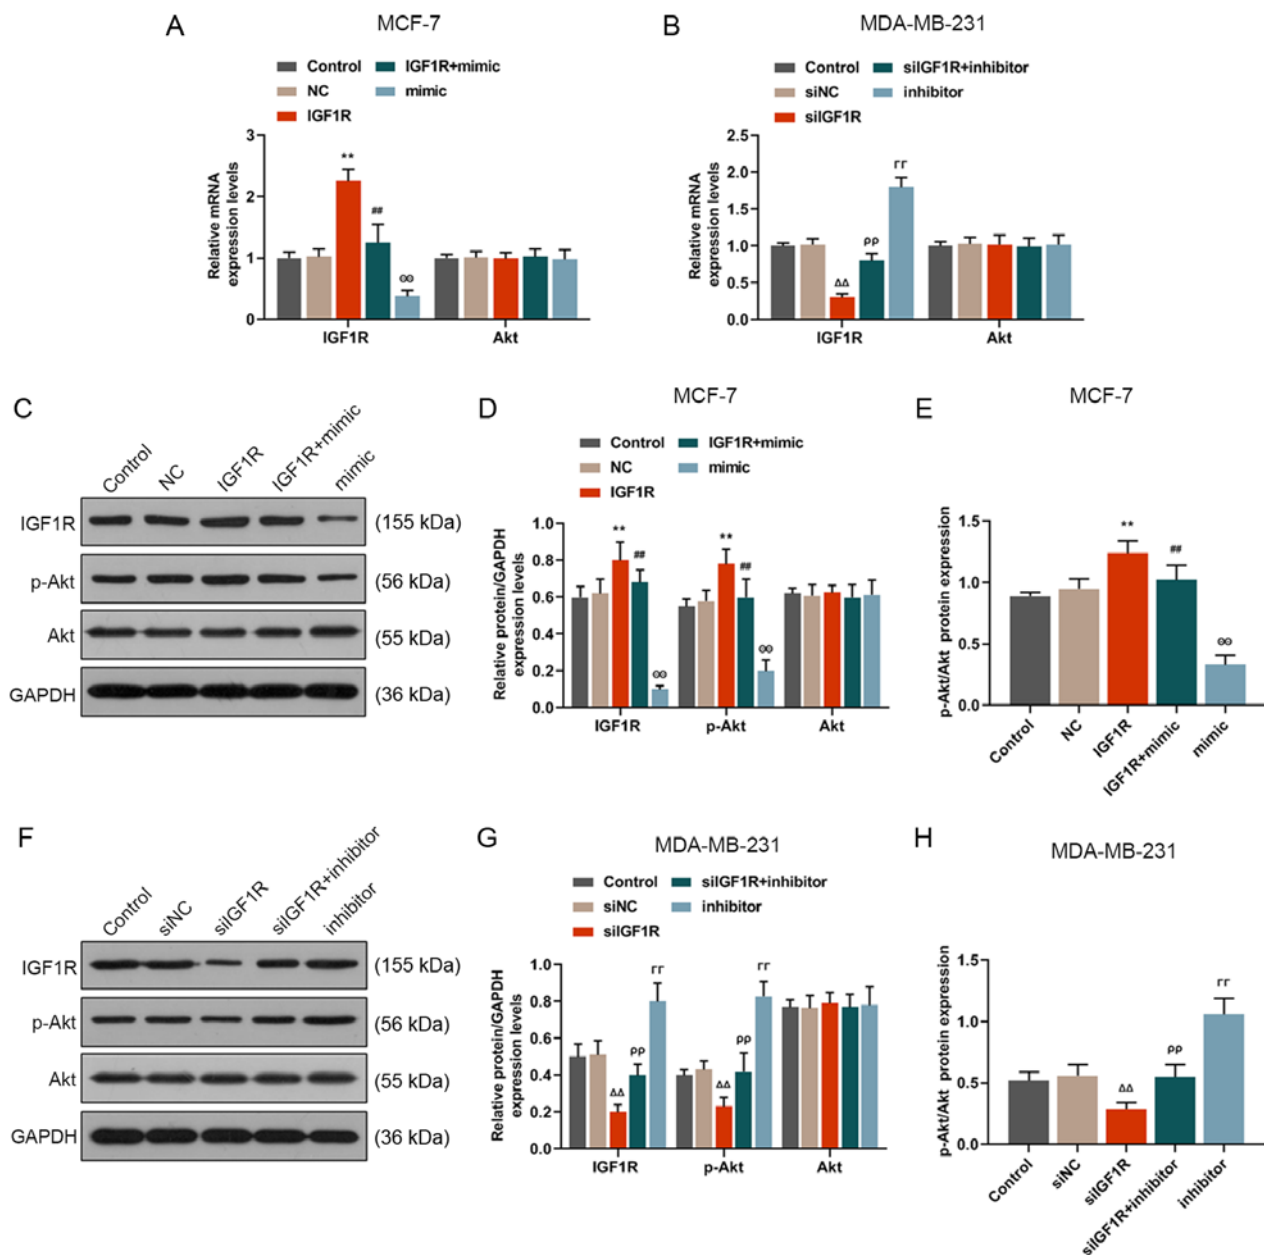 A
MCF-7
Control
IGF1R+mimic
NC
mimic
IGF1R
Relative mRNA
expression levels
3
2
1
0
**
##
ΘΘ
IGF1R
Akt
B
MDA-MB-231
Control
siIGF1R+inhibitor
siNC
inhibitor
siIGF1R
Relative mRNA
expression levels
2.5
2.0
1.5
1.0
0.5
0.0
ΔΔ
ρρ
ΓΓ
IGF1R
Akt
C
Control
NC
IGF1R
IGF1R+mimic
mimic
IGF1R
(155 kDa)
p-Akt
(56 kDa)
Akt
(55 kDa)
GAPDH
(36 kDa)
D
MCF-7
Control
IGF1R+mimic
NC
mimic
IGF1R
Relative protein/GAPDH
expression levels
1.0
0.8
0.6
0.4
0.2
0.0
**
##
ΘΘ
**
##
ΘΘ
IGF1R
p-Akt
Akt
E
MCF-7
p-Akt/Akt protein expression
1.5
1.0
0.5
0.0
**
##
ΘΘ
Control
NC
IGF1R
IGF1R+mimic
mimic
F
Control
siNC
siIGF1R
siIGF1R+inhibitor
inhibitor
IGF1R
(155 kDa)
p-Akt
(56 kDa)
Akt
(55 kDa)
GAPDH
(36 kDa)
G
MDA-MB-231
Control
siIGF1R+inhibitor
siNC
inhibitor
siIGF1R
Relative protein/GAPDH
expression levels
1.0
0.8
0.6
0.4
0.2
0.0
ΔΔ
ρρ
ΓΓ
ΔΔ
ρρ
ΓΓ
IGF1R
p-Akt
Akt
H
MDA-MB-231
p-Akt/Akt protein expression
1.5
1.0
0.5
0.0
ΔΔ
ρρ
ΓΓ
Control
siNC
siIGF1R
siIGF1R+inhibitor
inhibitor